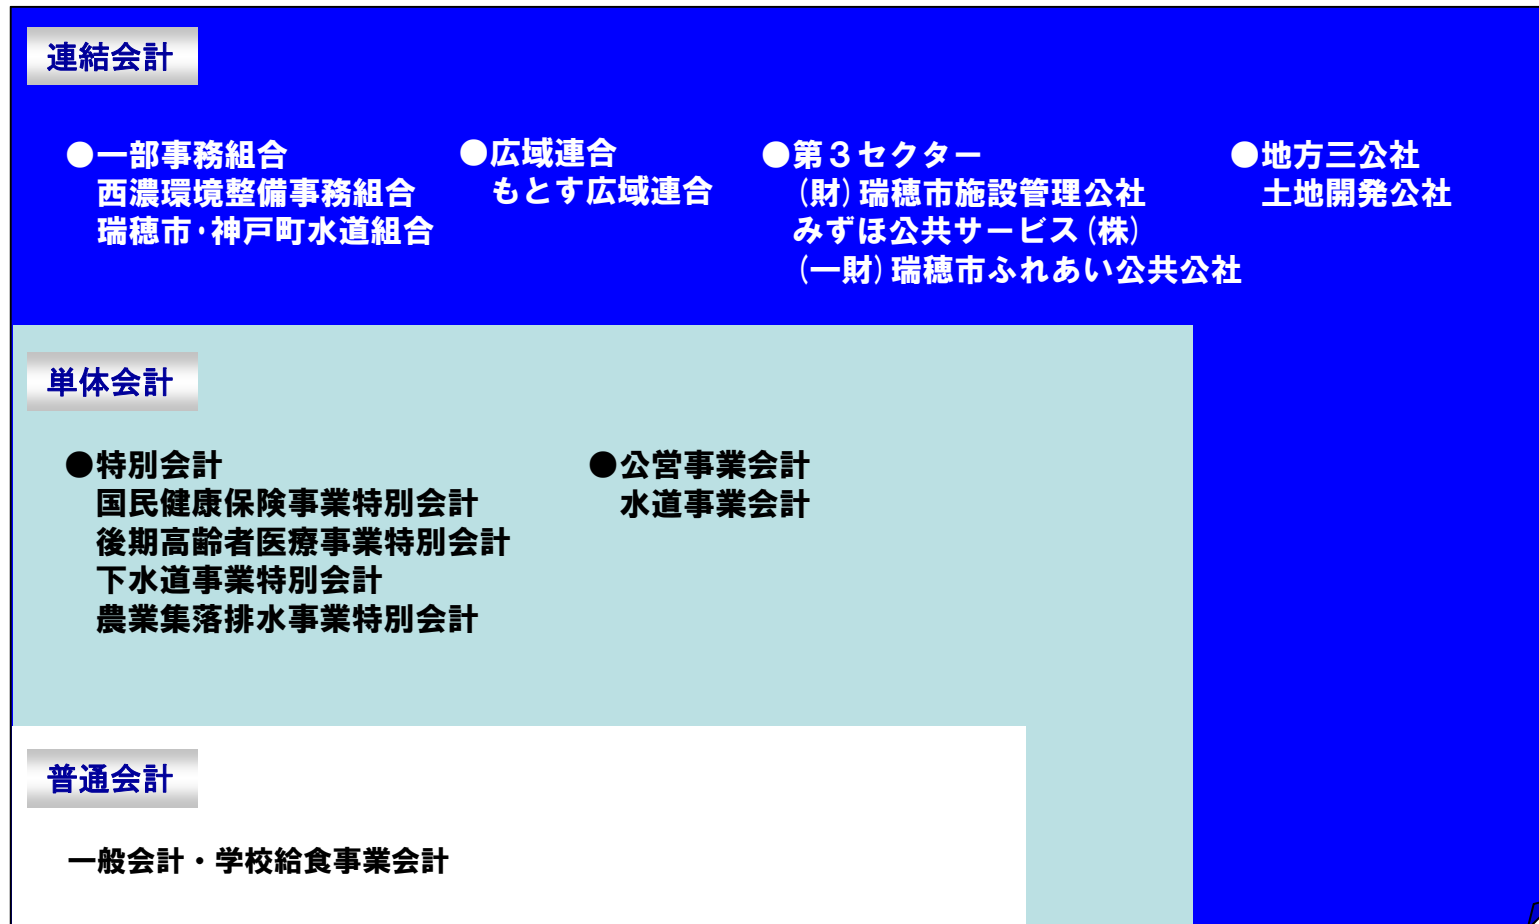 連結会計
●一部事務組合
西濃環境整備事務組合
瑞穂市・神戸町水道組合
●広域連合
もとす広域連合
●第３セクター
(財)瑞穂市施設管理公社
みずほ公共サービス(株)
(一財)瑞穂市ふれあい公共公社
●地方三公社
土地開発公社
単体会計
●特別会計
国民健康保険事業特別会計
後期高齢者医療事業特別会計
下水道事業特別会計
農業集落排水事業特別会計
●公営事業会計
水道事業会計
普通会計
一般会計・学校給食事業会計